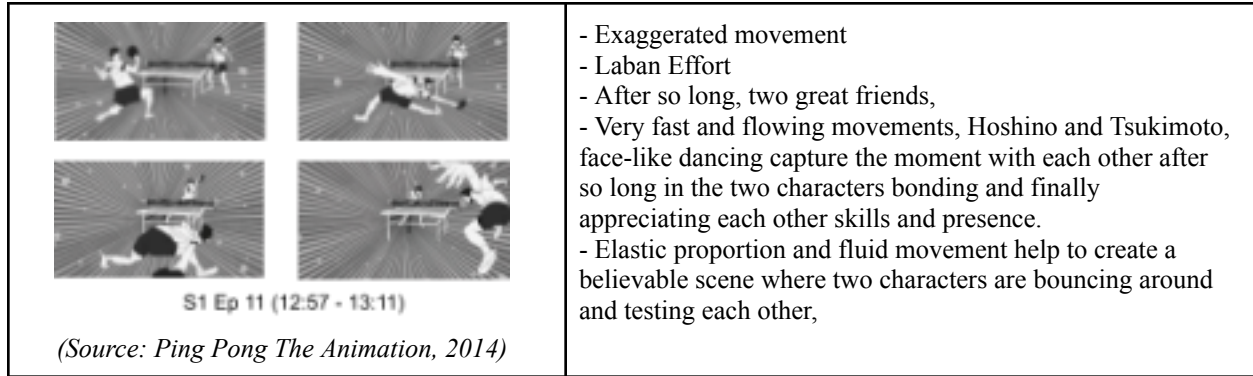 S1 Ep 11 (12:57 - 13:11)
(Source: Ping Pong The Animation, 2014)
- Exaggerated movement
- Laban Effort
- After so long, two great friends,
- Very fast and flowing movements, Hoshino and Tsukimoto,
face-like dancing capture the moment with each other after
so long in the two characters bonding and finally
appreciating each other skills and presence.
- Elastic proportion and fluid movement help to create a
believable scene where two characters are bouncing around
and testing each other,